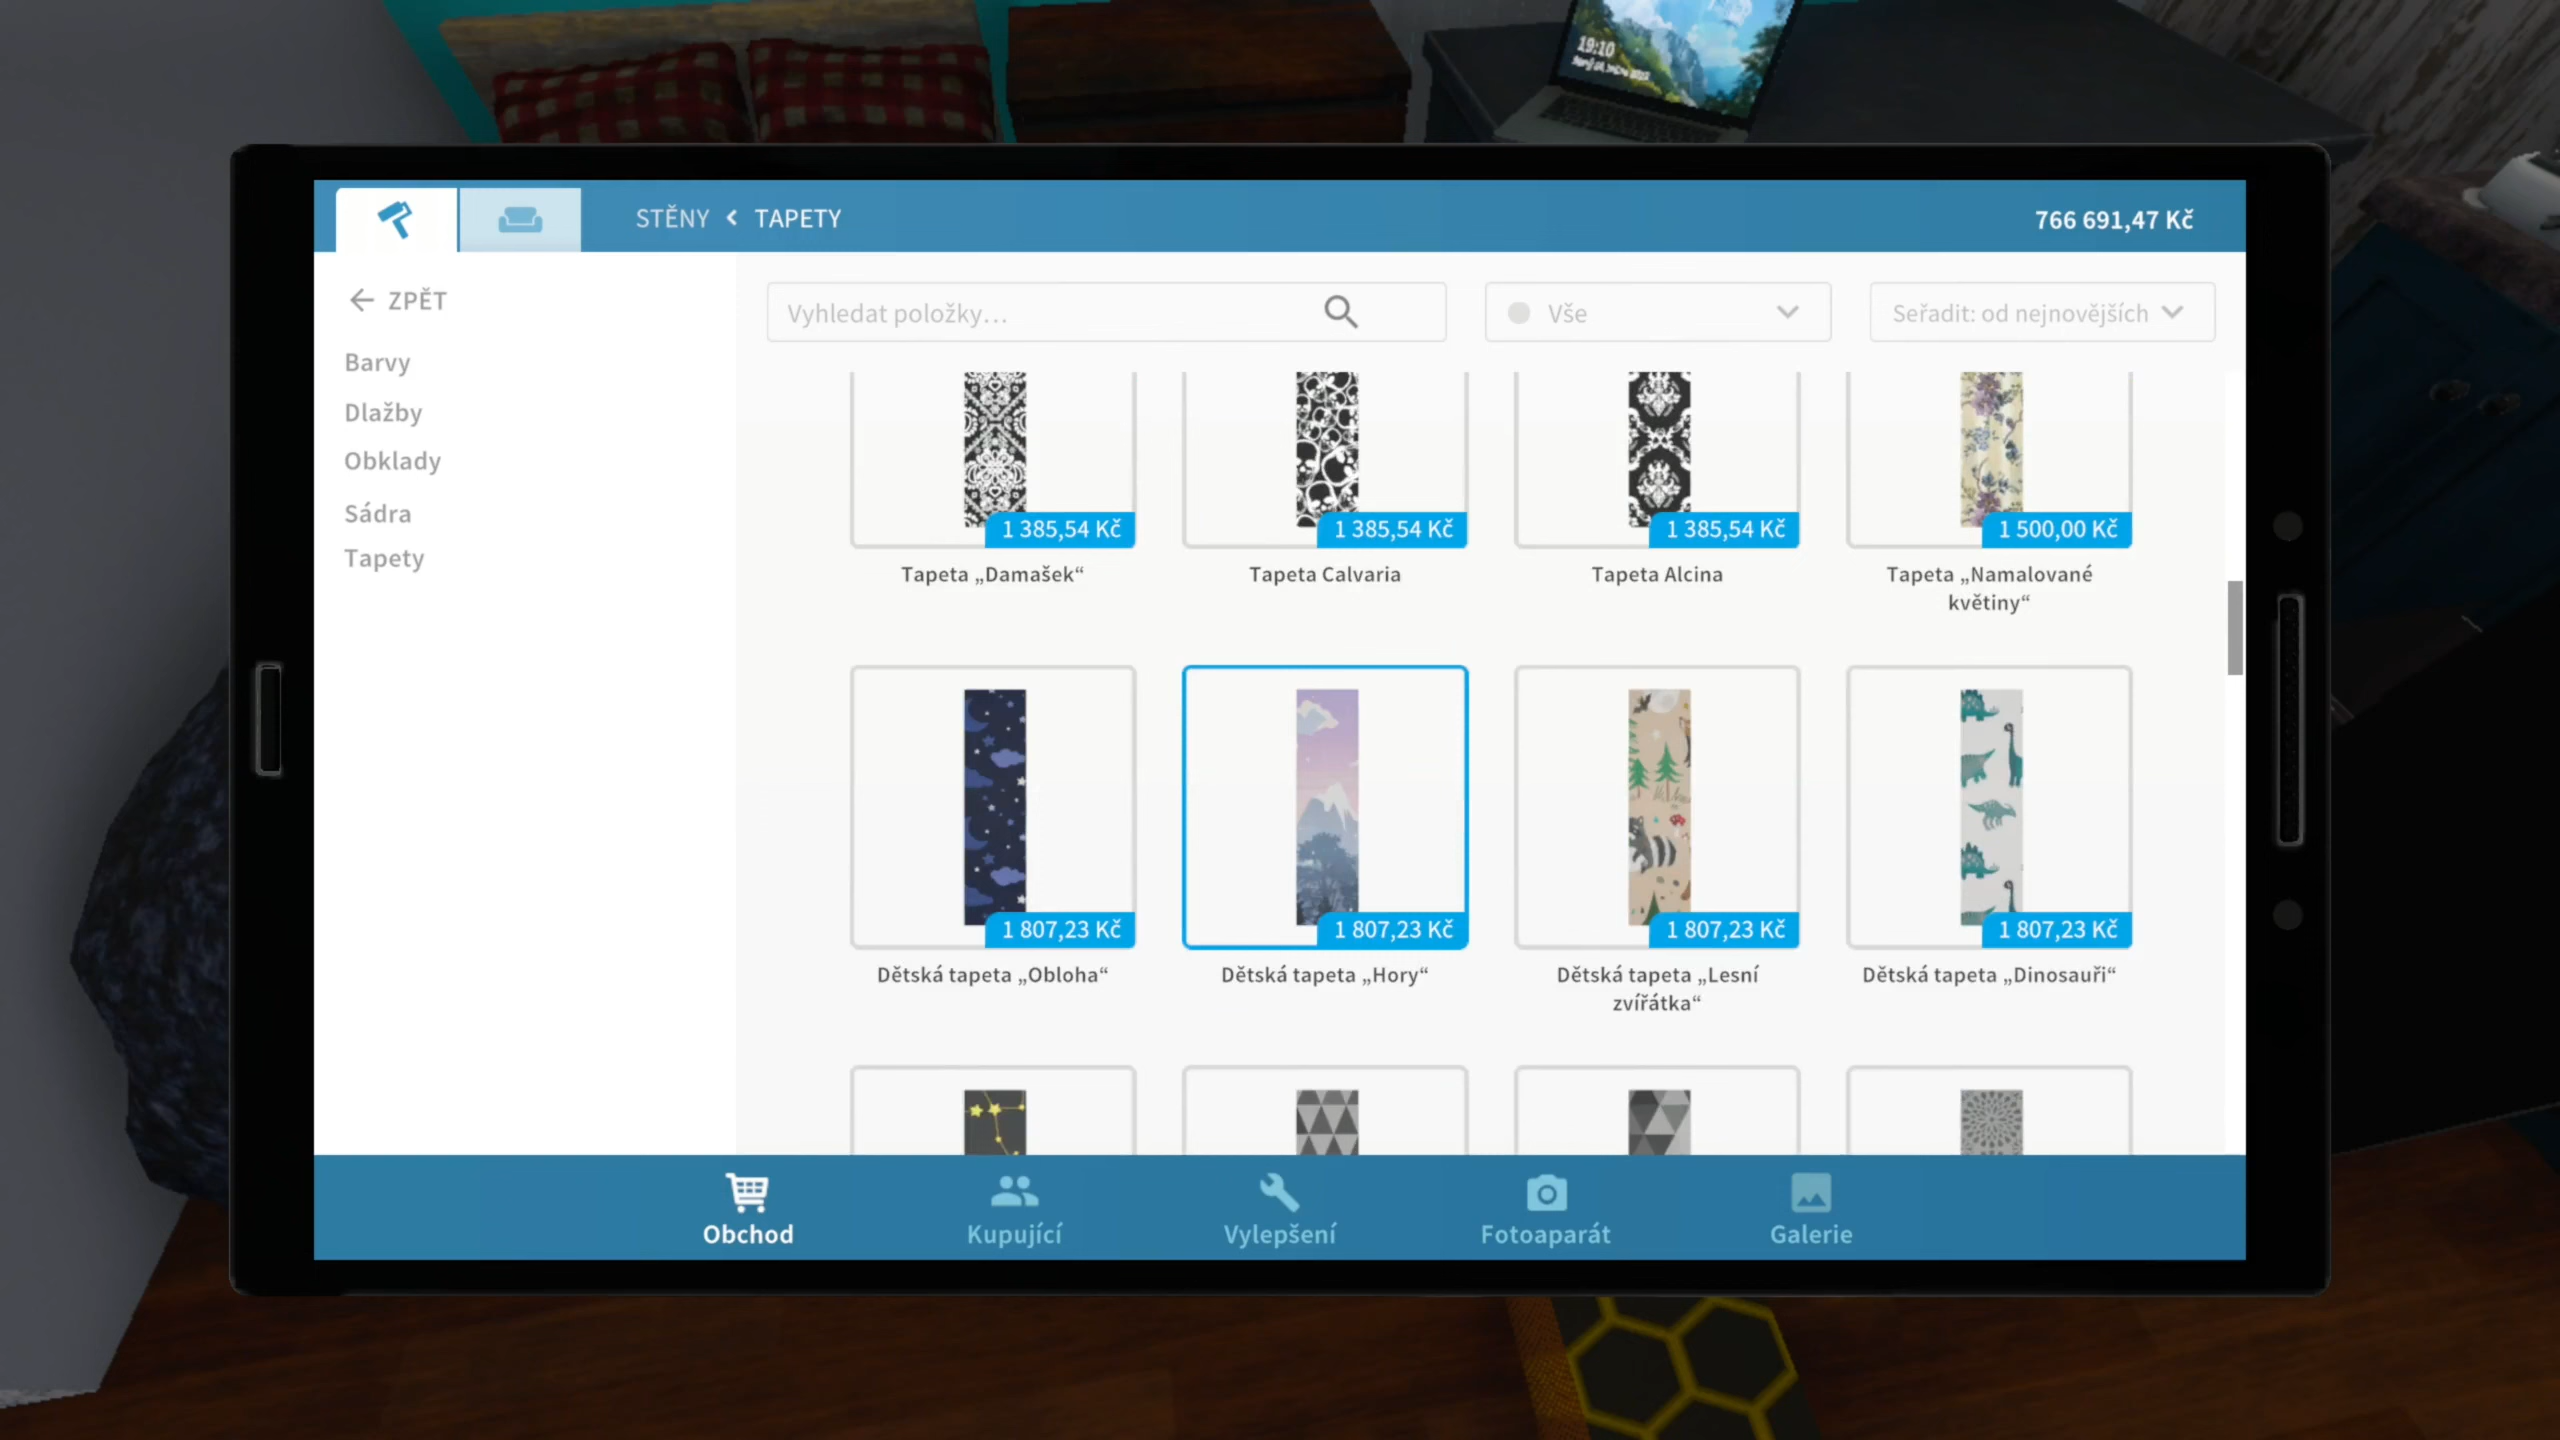 19:10
STĚNY < TAPETY
766 691,47 Kč
ZPĚT
Barvy
Dlažby
Obklady
Sádra
Tapety
Vyhledat položky...
Vše
Seřadit: od nejnovějších
1 385,54 Kč
1 385,54 Kč
1 385,54 Kč
1 500,00 Kč
Tapeta „Damašek“
Tapeta Calvaria
Tapeta Alcina
Tapeta „Namalované
květiny“
1 807,23 Kč
1 807,23 Kč
1 807,23 Kč
1 807,23 Kč
Dětská tapeta „Obloha“
Dětská tapeta „Hory“
Dětská tapeta „Lesní
zvířátka“
Dětská tapeta „Dinosauři“
Obchod
Kupující
Vylepšení
Fotoaparát
Galerie